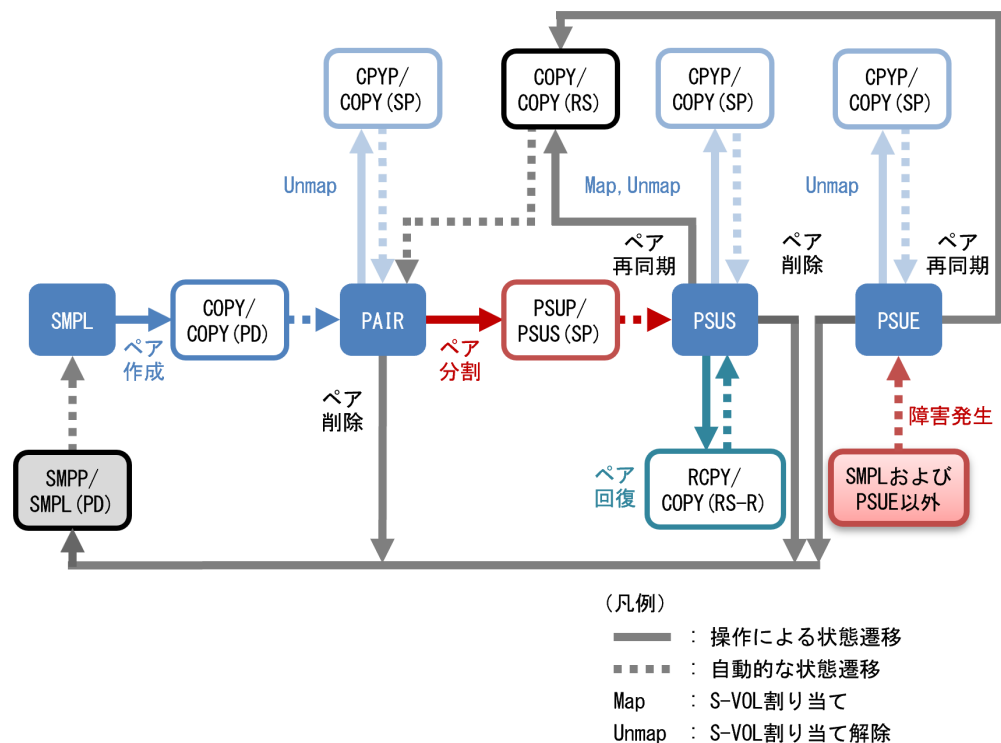 CPYP/
COPY(SP)
COPY/
COPY(RS)
CPYP/
COPY(SP)
CPYP/
COPY(SP)
Unmap
Map,Unmap
Unmap
ペア
再同期
ペア
削除
ペア
再同期
SMPL
COPY/
COPY(PD)
PAIR
PSUP/
PSUS(SP)
PSUS
PSUE
ペア
作成
ペア
分割
ペア
削除
障害発生
SMPP/
SMPL(PD)
ペア
回復
RCPY/
COPY(RS-R)
SMPLおよび
PSUE以外
(凡例)
: 操作による状態遷移
: 自動的な状態遷移
Map : S-VOL割り当て
Unmap : S-VOL割り当て解除